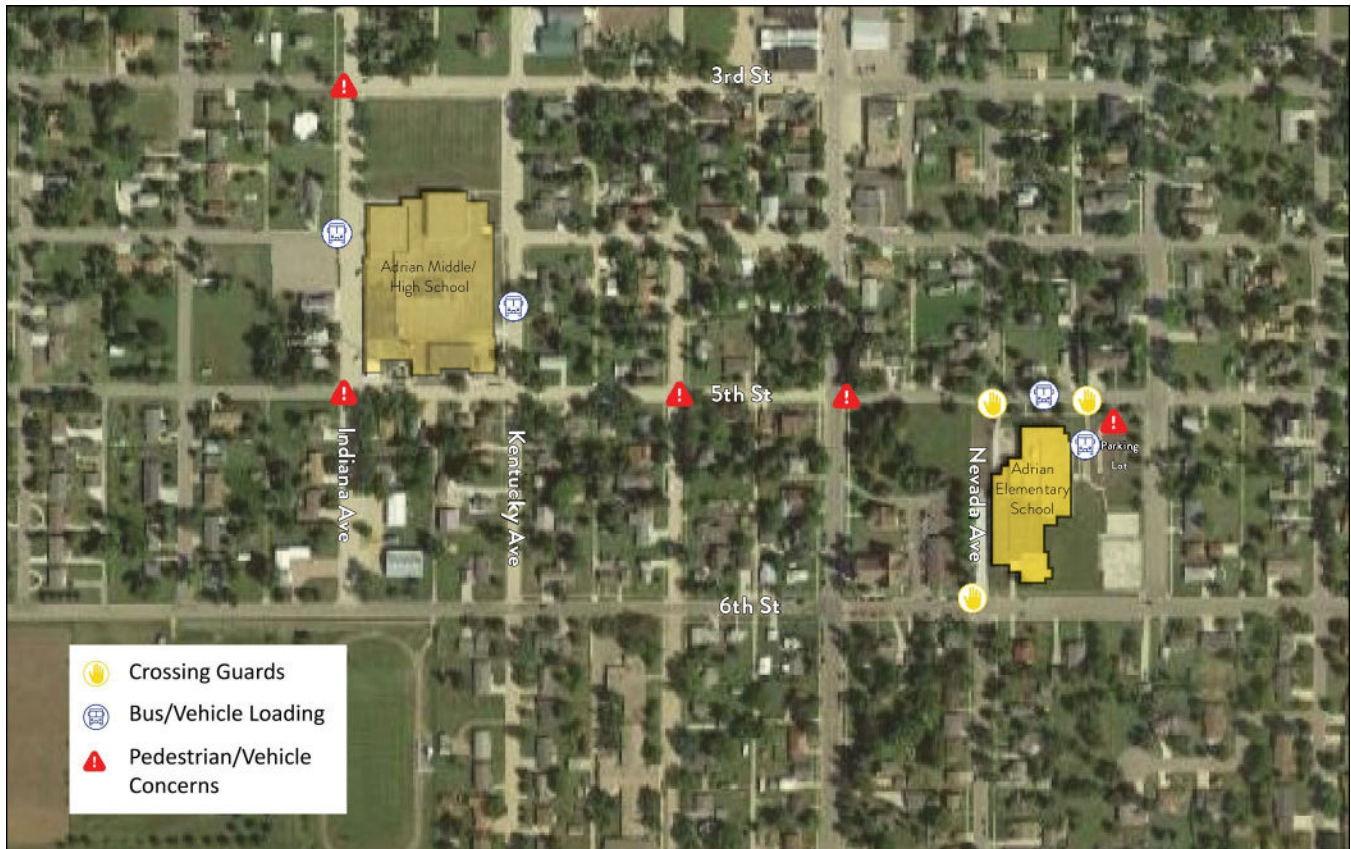 3rd St
Adrian Middle/
High School
5th St
Indiana Ave
Kentucky Ave
Nevada Ave
Parking
Lot
Adrian
Elementary
School
6th St
Crossing Guards
Bus/Vehicle Loading
Pedestrian/Vehicle
Concerns